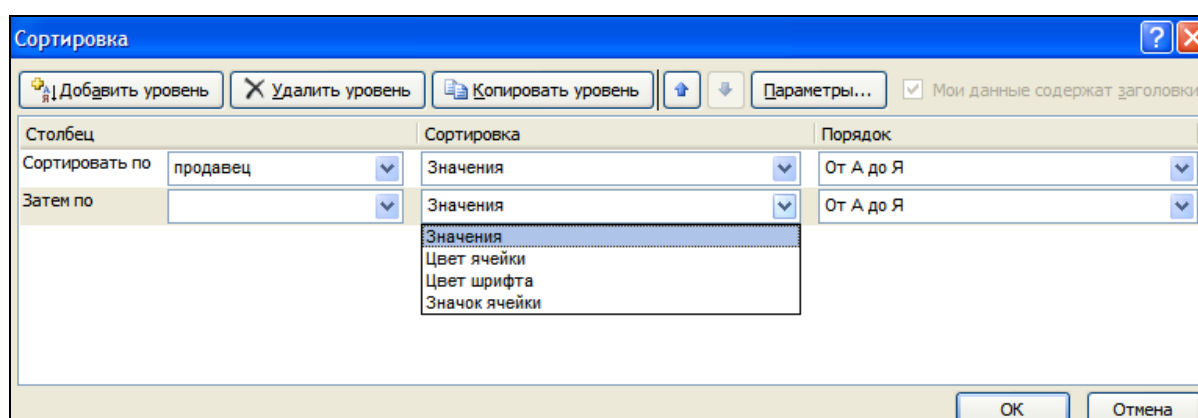 Сортировка
Добавить уровень Удалить уровень Копировать уровень Параметры... Мои данные содержат заголовки
Столбец Сортировка Порядок
Сортировать по продавец Значения От А до Я
Затем по Значения От А до Я
Значения
Цвет ячейки
Цвет шрифта
Значок ячейки
ОК Отмена